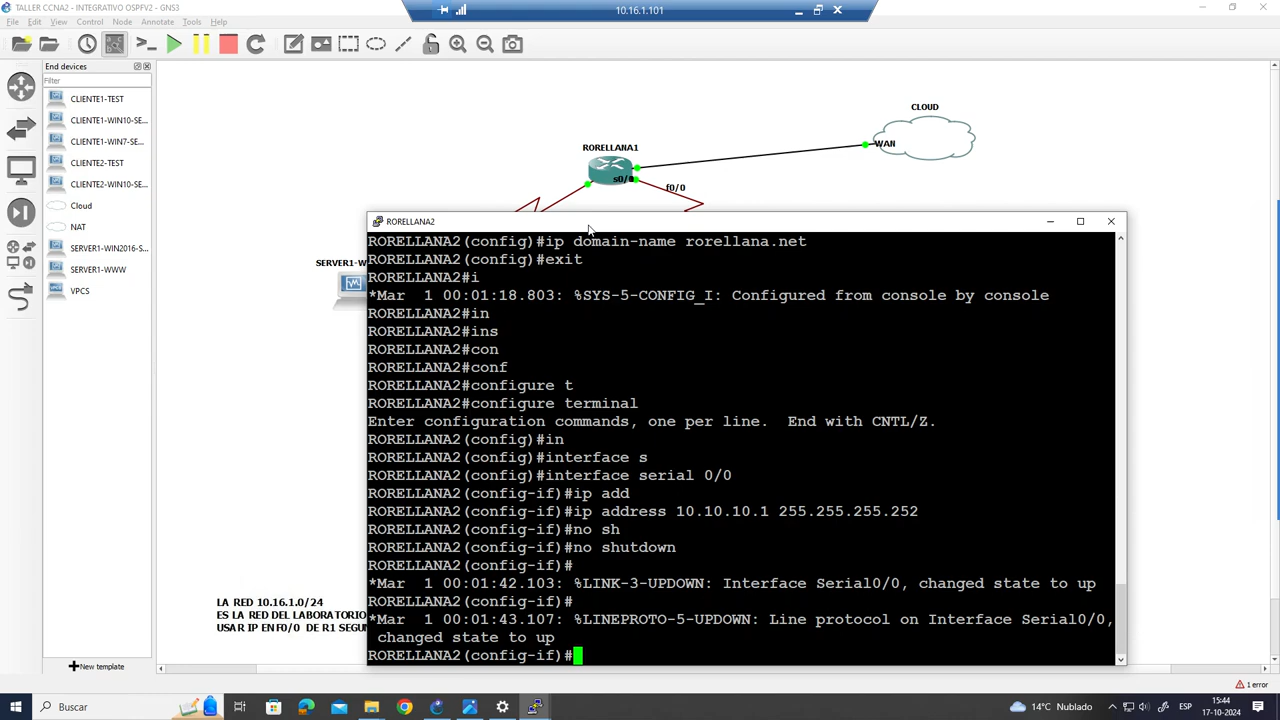 TALLER CCNA2 - INTEGRATIVO OSPFV2 - GNS3
10.16.1.101
File Edit View Control Node Annotate Tools Help
End devices
Filter
CLIENTE1-TEST
CLIENTE1-WIN10-SE...
CLIENTE1-WIN7-SE...
CLIENTE2-TEST
CLIENTE2-WIN10-SE...
Cloud
NAT
SERVER1-WIN2016-S...
SERVER1-WWW
VPCS
New template
CLOUD
WAN
RORELLANA1
f0/0
SERVER1-W
LA RED 10.16.1.0/24
ES LA RED DEL LABORATORIO
USAR IP EN F0/0 DE R1 SEGUN
RORELLANA2
RORELLANA2(config)#ip domain-name rorellana.net
RORELLANA2(config)#exit
RORELLANA2#i
*Mar  1 00:01:18.803: %SYS-5-CONFIG_I: Configured from console by console
RORELLANA2#in
RORELLANA2#ins
RORELLANA2#con
RORELLANA2#conf
RORELLANA2#configure t
RORELLANA2#configure terminal
Enter configuration commands, one per line.  End with CNTL/Z.
RORELLANA2(config)#in
RORELLANA2(config)#interface s
RORELLANA2(config)#interface serial 0/0
RORELLANA2(config-if)#ip add
RORELLANA2(config-if)#ip address 10.10.10.1 255.255.255.252
RORELLANA2(config-if)#no sh
RORELLANA2(config-if)#no shutdown
RORELLANA2(config-if)#
*Mar  1 00:01:42.103: %LINK-3-UPDOWN: Interface Serial0/0, changed state to up
RORELLANA2(config-if)#
*Mar  1 00:01:43.107: %LINEPROTO-5-UPDOWN: Line protocol on Interface Serial0/0,
changed state to up
RORELLANA2(config-if)#
1 error
Buscar
14°C Nublado
ESP
15:44
17-10-2024